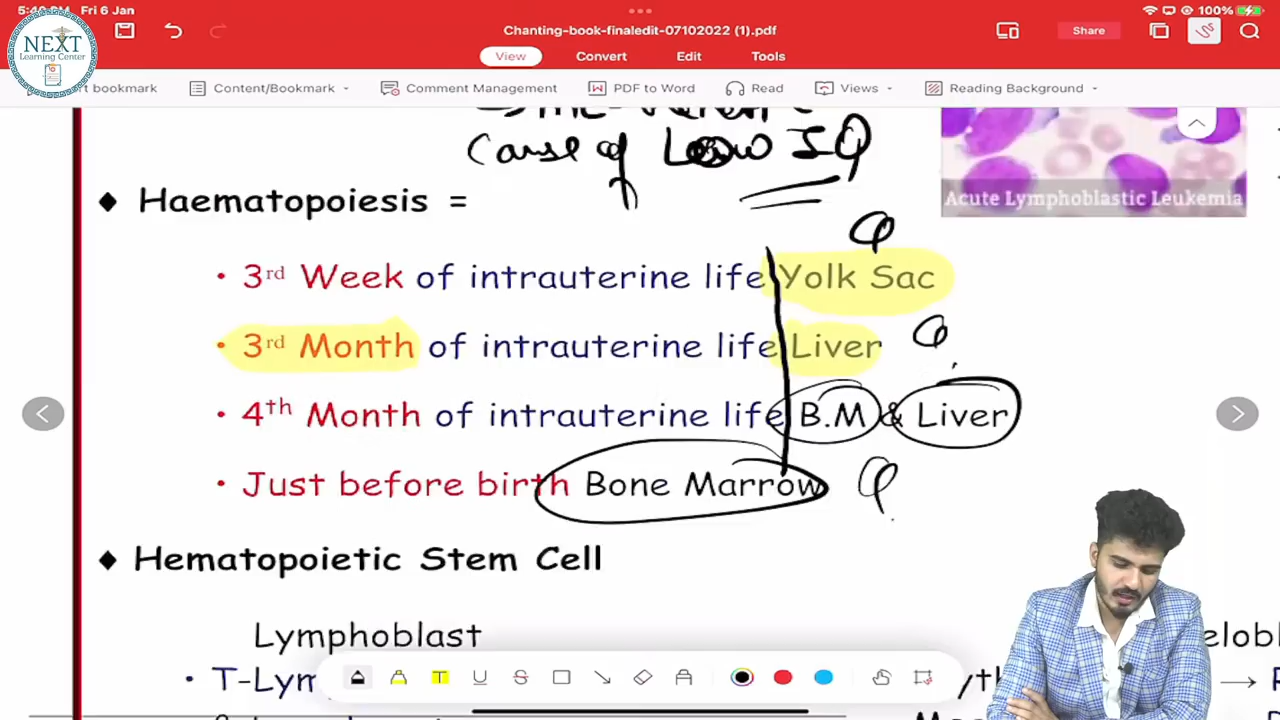 5:40 PM Fri 6 Jan
100%
NEXT
Learning Center
Chanting-book-finaledit-07102022 (1).pdf
Share
View
Convert
Edit
Tools
bookmark
Content/Bookmark
Comment Management
PDF to Word
Read
Views
Reading Background
Cause of Low IQ
Acute Lymphoblastic Leukemia
◆ Haematopoiesis =
• 3rd Week of intrauterine life Yolk Sac
• 3rd Month of intrauterine life Liver
• 4th Month of intrauterine life B.M & Liver
• Just before birth Bone Marrow
◆ Hematopoietic Stem Cell
Lymphoblast
• T-Lym